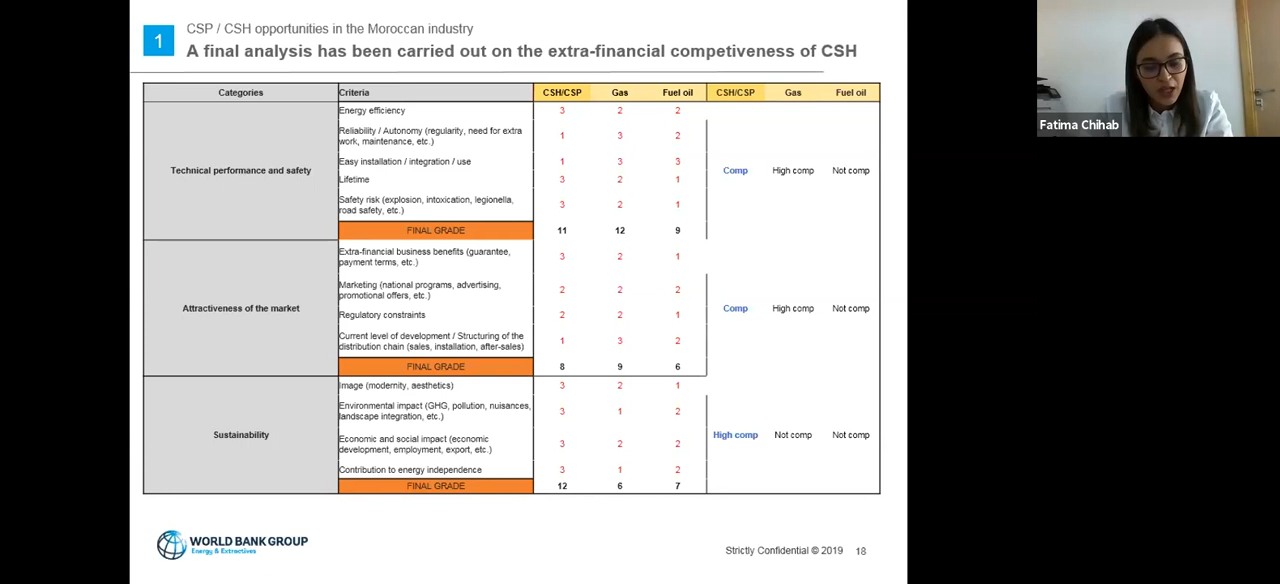 1
CSP / CSH opportunities in the Moroccan industry
A final analysis has been carried out on the extra-financial competiveness of CSH
Categories Criteria CSH/CSP Gas Fuel oil CSH/CSP Gas Fuel oil
Energy efficiency 3 2 2
Reliability / Autonomy (regularity, need for extra
work, maintenance, etc.) 1 3 2
Easy installation / integration / use 1 3 3
Technical performance and safety Comp High comp Not comp
Lifetime 3 2 1
Safety risk (explosion, intoxication, legionella,
road safety, etc.) 3 2 1
FINAL GRADE 11 12 9
Extra-financial business benefits (guarantee,
payment terms, etc.) 3 2 1
Marketing (national programs, advertising,
promotional offers, etc.) 2 2 2
Attractiveness of the market Comp High comp Not comp
Regulatory constraints 2 2 1
Current level of development / Structuring of the
distribution chain (sales, installation, after-sales) 1 3 2
FINAL GRADE 8 9 6
Image (modernity, aesthetics) 3 2 1
Environmental impact (GHG, pollution, nuisances,
landscape integration, etc.) 3 1 2
Sustainability High comp Not comp Not comp
Economic and social impact (economic
development, employment, export, etc.) 3 2 2
Contribution to energy independence 3 1 2
FINAL GRADE 12 6 7
WORLD BANK GROUP
Energy & Extractives
Strictly Confidential © 2019 18
Fatima Chihab